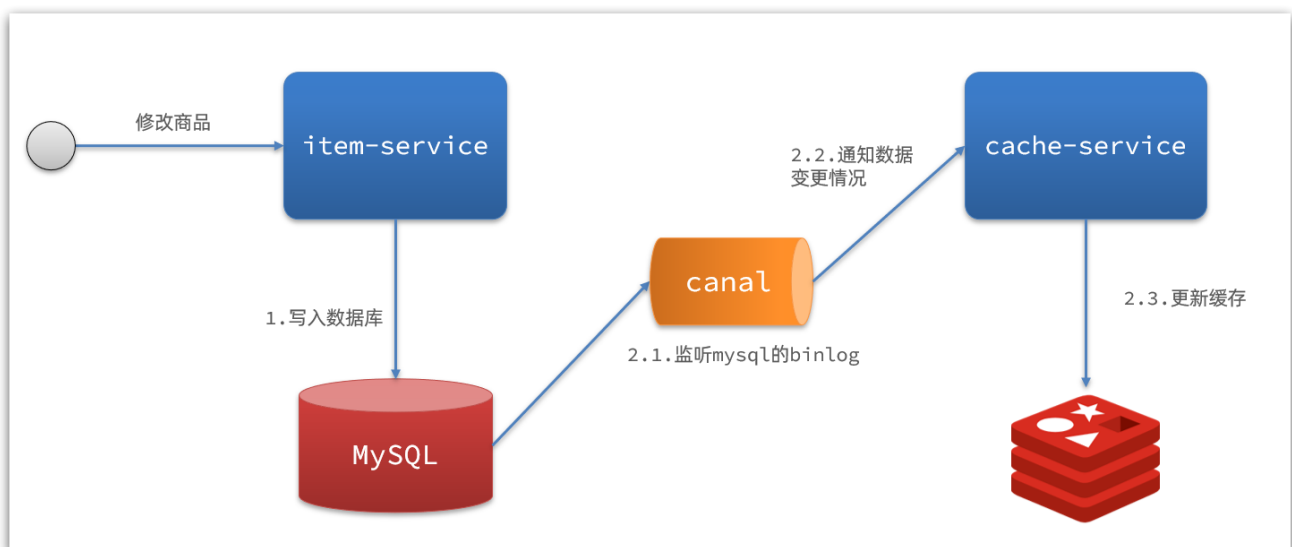 修改商品
item-service
cache-service
2.2.通知数据
变更情况
canal
1.写入数据库
2.3.更新缓存
2.1.监听mysql的binlog
MySQL